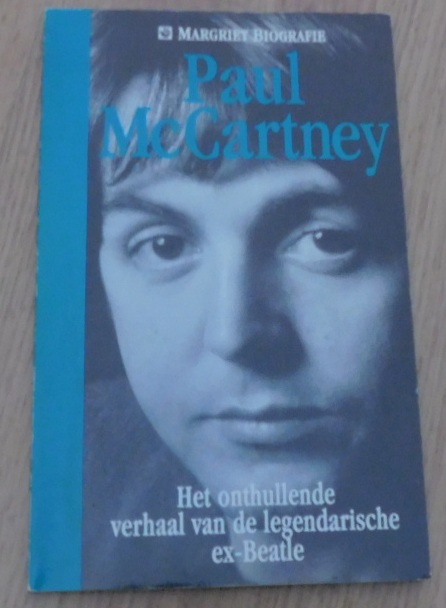 MARGRIET BIOGRAFIE
Paul
McCartney
Het onthullende
verhaal van de legendarische
ex-Beatle